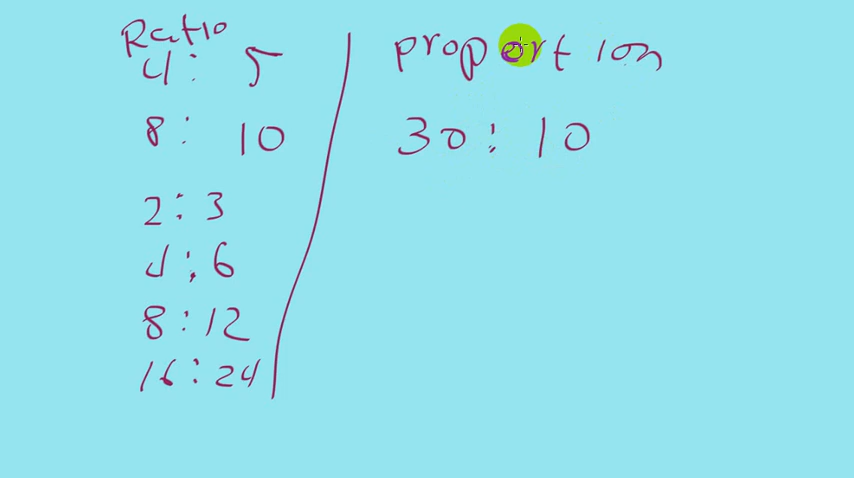 Ratio
4 : 5
8 : 10
2 : 3
4 : 6
8 : 12
16 : 24
proportion
30 : 10